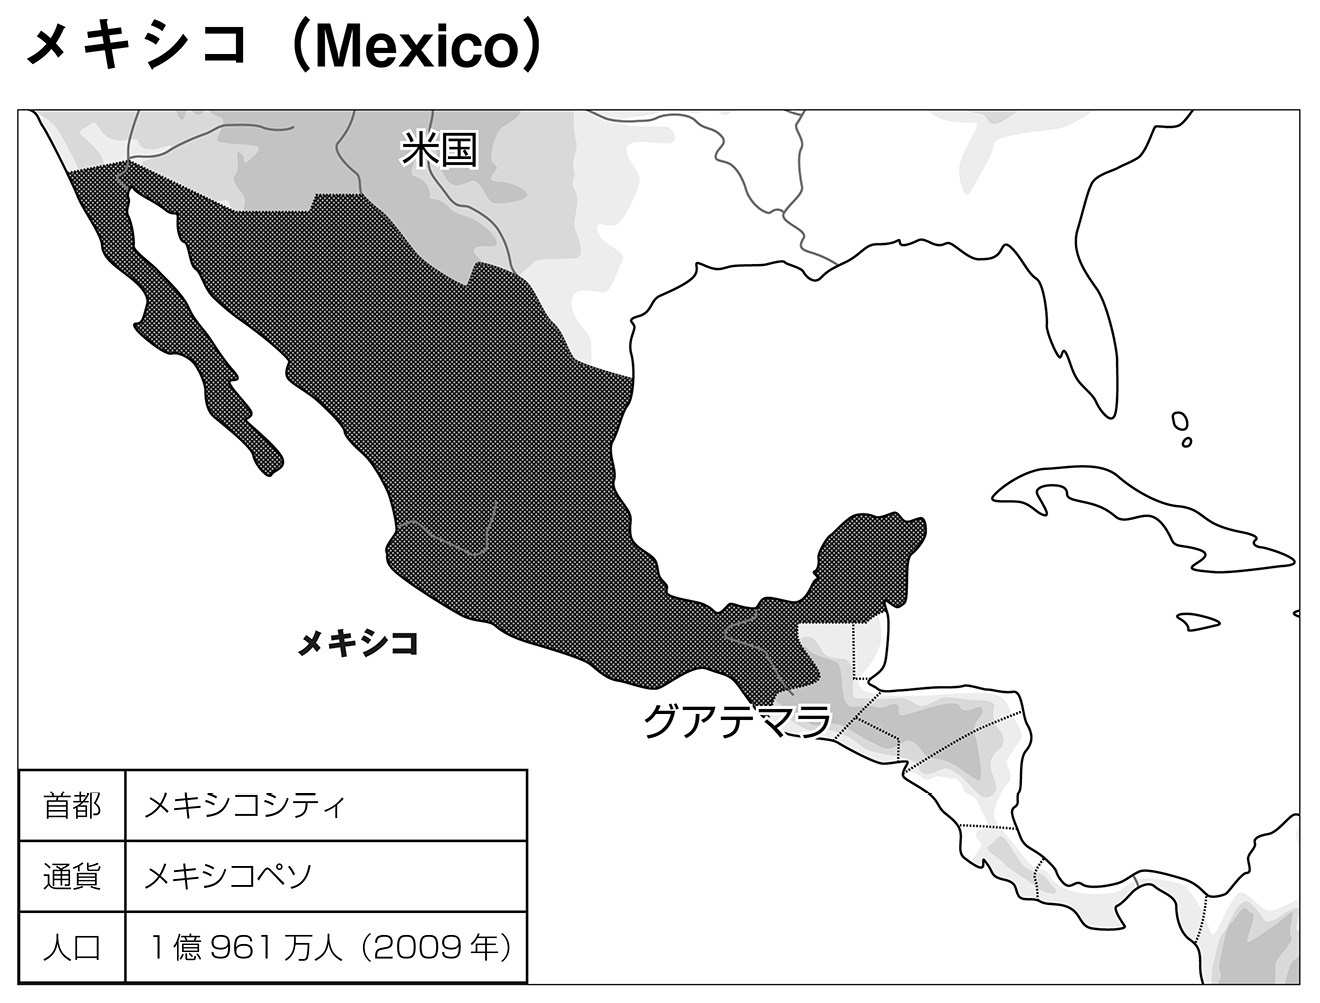 メキシコ（Mexico）
米国
メキシコ
グアテマラ
首都 メキシコシティ
通貨 メキシコペソ
人口 1億961万人（2009年）